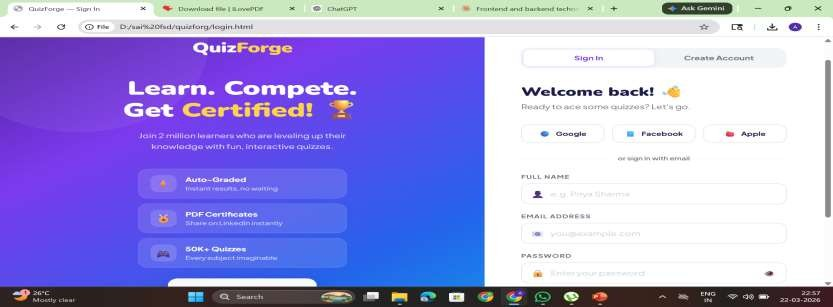 QuizForge — Sign In
Download file | iLovePDF
ChatGPT
Frontend and backend techno
Ask Gemini
File
D:/sai%20fsd/quizforg/login.html
A
QuizForge
Learn. Compete.
Get Certified!
Join 2 million learners who are leveling up their
knowledge with fun, interactive quizzes.
Auto-Graded
Instant results, no waiting
PDF Certificates
Share on LinkedIn instantly
50K+ Quizzes
Every subject imaginable
Sign In
Create Account
Welcome back!
Ready to ace some quizzes? Let's go.
Google
Facebook
Apple
or sign in with email
FULL NAME
e.g. Priya Sharma
EMAIL ADDRESS
you@example.com
PASSWORD
Enter your password
1
26°C
Mostly clear
Search
ENG
IN
22:57
22-03-2026